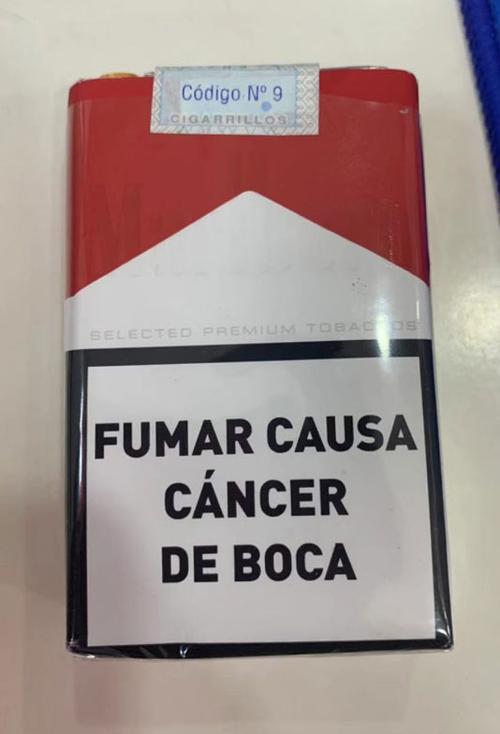 Código Nº 9
CIGARRILLOS
SELECTED PREMIUM TOBACCOS
FUMAR CAUSA
CÁNCER
DE BOCA